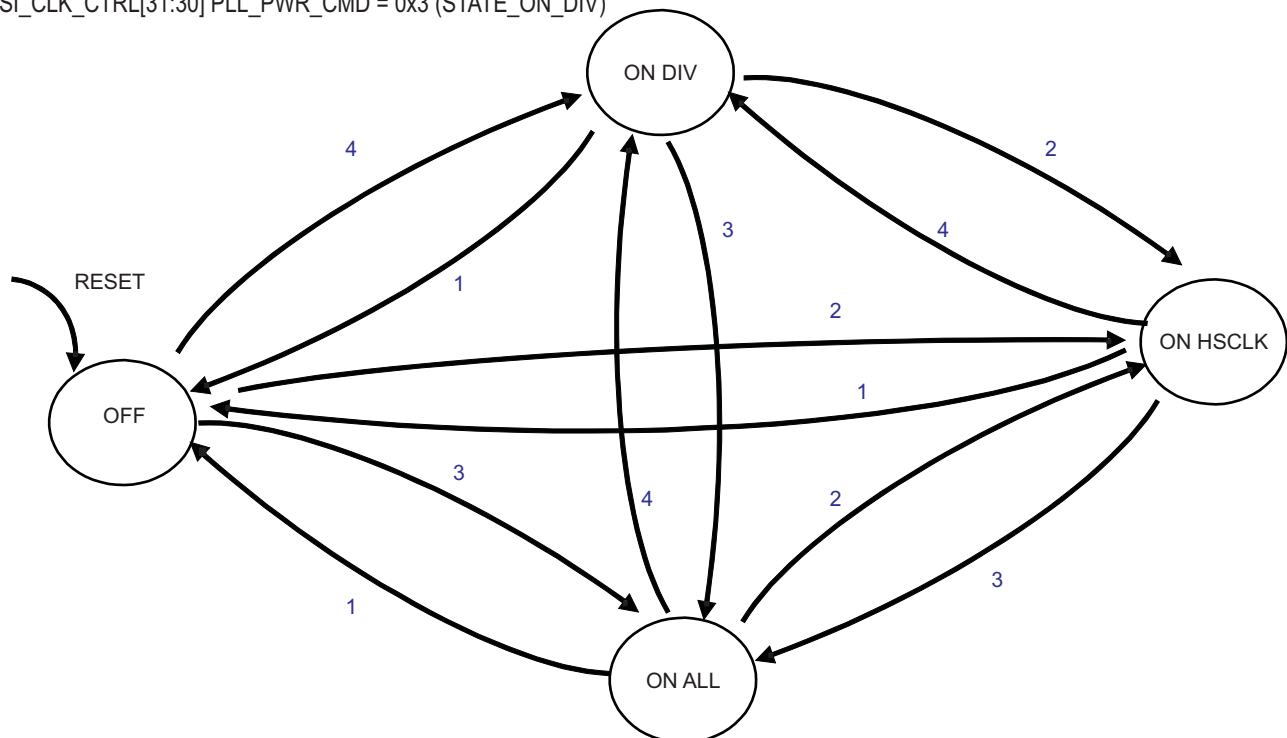 SI_CLK_CTRL[31:30] PLL_PWR_CMD = 0x3 (STATE_ON_DIV)
ON DIV
4
2
3
4
RESET
1
2
ON HSCLK
1
OFF
3
4
2
3
1
ON ALL